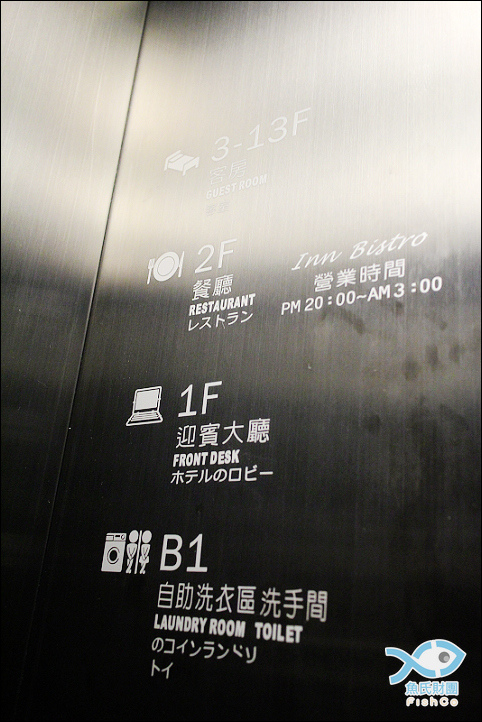 3-13F
客房
GUEST ROOM
2F
餐廳
RESTAURANT
レストラン
Inn Bistro
營業時間
PM 20：00~AM 3：00
1F
迎賓大廳
FRONT DESK
ホテルのロビー
B1
自助洗衣區洗手間
LAUNDRY ROOM TOILET
のコインランドリ
トイ
魚氏財團
FishCo